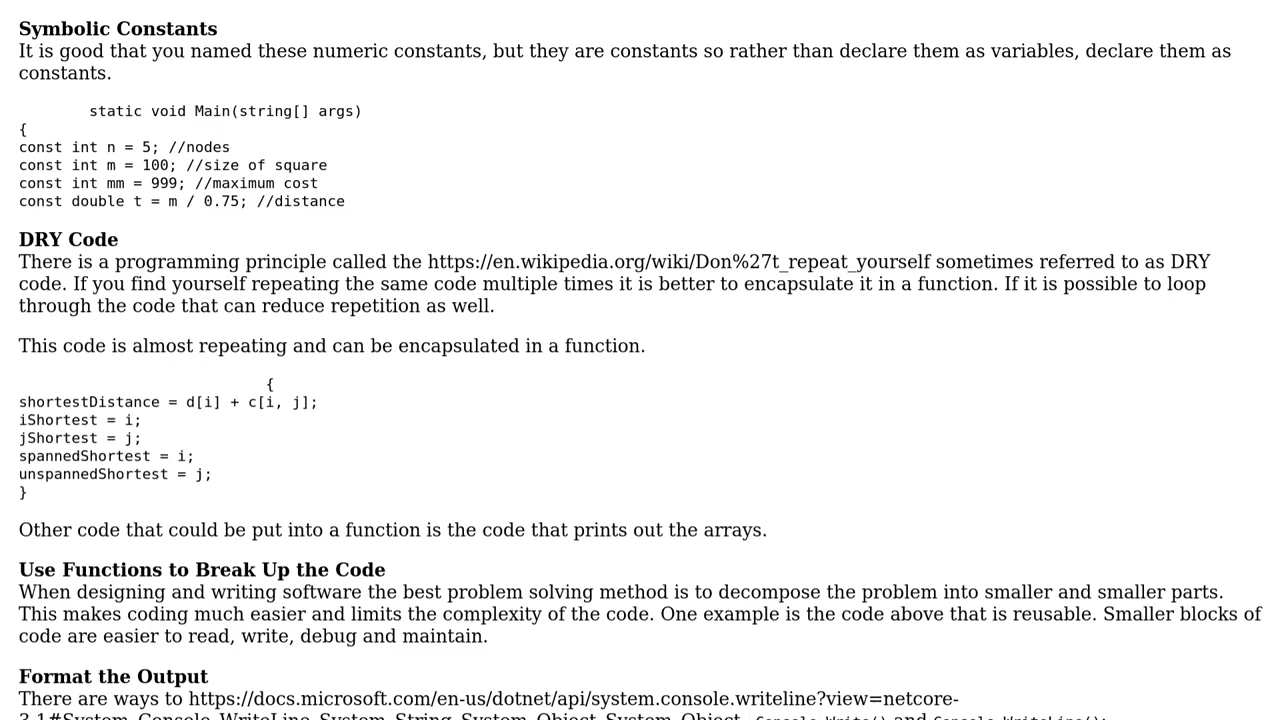 Symbolic Constants
It is good that you named these numeric constants, but they are constants so rather than declare them as variables, declare them as
constants.
static void Main(string[] args)
{
const int n = 5; //nodes
const int m = 100; //size of square
const int mm = 999; //maximum cost
const double t = m / 0.75; //distance
DRY Code
There is a programming principle called the https://en.wikipedia.org/wiki/Don%27t_repeat_yourself sometimes referred to as DRY
code. If you find yourself repeating the same code multiple times it is better to encapsulate it in a function. If it is possible to loop
through the code that can reduce repetition as well.
This code is almost repeating and can be encapsulated in a function.
{
shortestDistance = d[i] + c[i, j];
iShortest = i;
jShortest = j;
spannedShortest = i;
unspannedShortest = j;
}
Other code that could be put into a function is the code that prints out the arrays.
Use Functions to Break Up the Code
When designing and writing software the best problem solving method is to decompose the problem into smaller and smaller parts.
This makes coding much easier and limits the complexity of the code. One example is the code above that is reusable. Smaller blocks of
code are easier to read, write, debug and maintain.
Format the Output
There are ways to https://docs.microsoft.com/en-us/dotnet/api/system.console.writeline?view=netcore-
3.1#System_Console_WriteLine_System_String_System_Object_System_Object_ Console.Write() and Console.WriteLine();